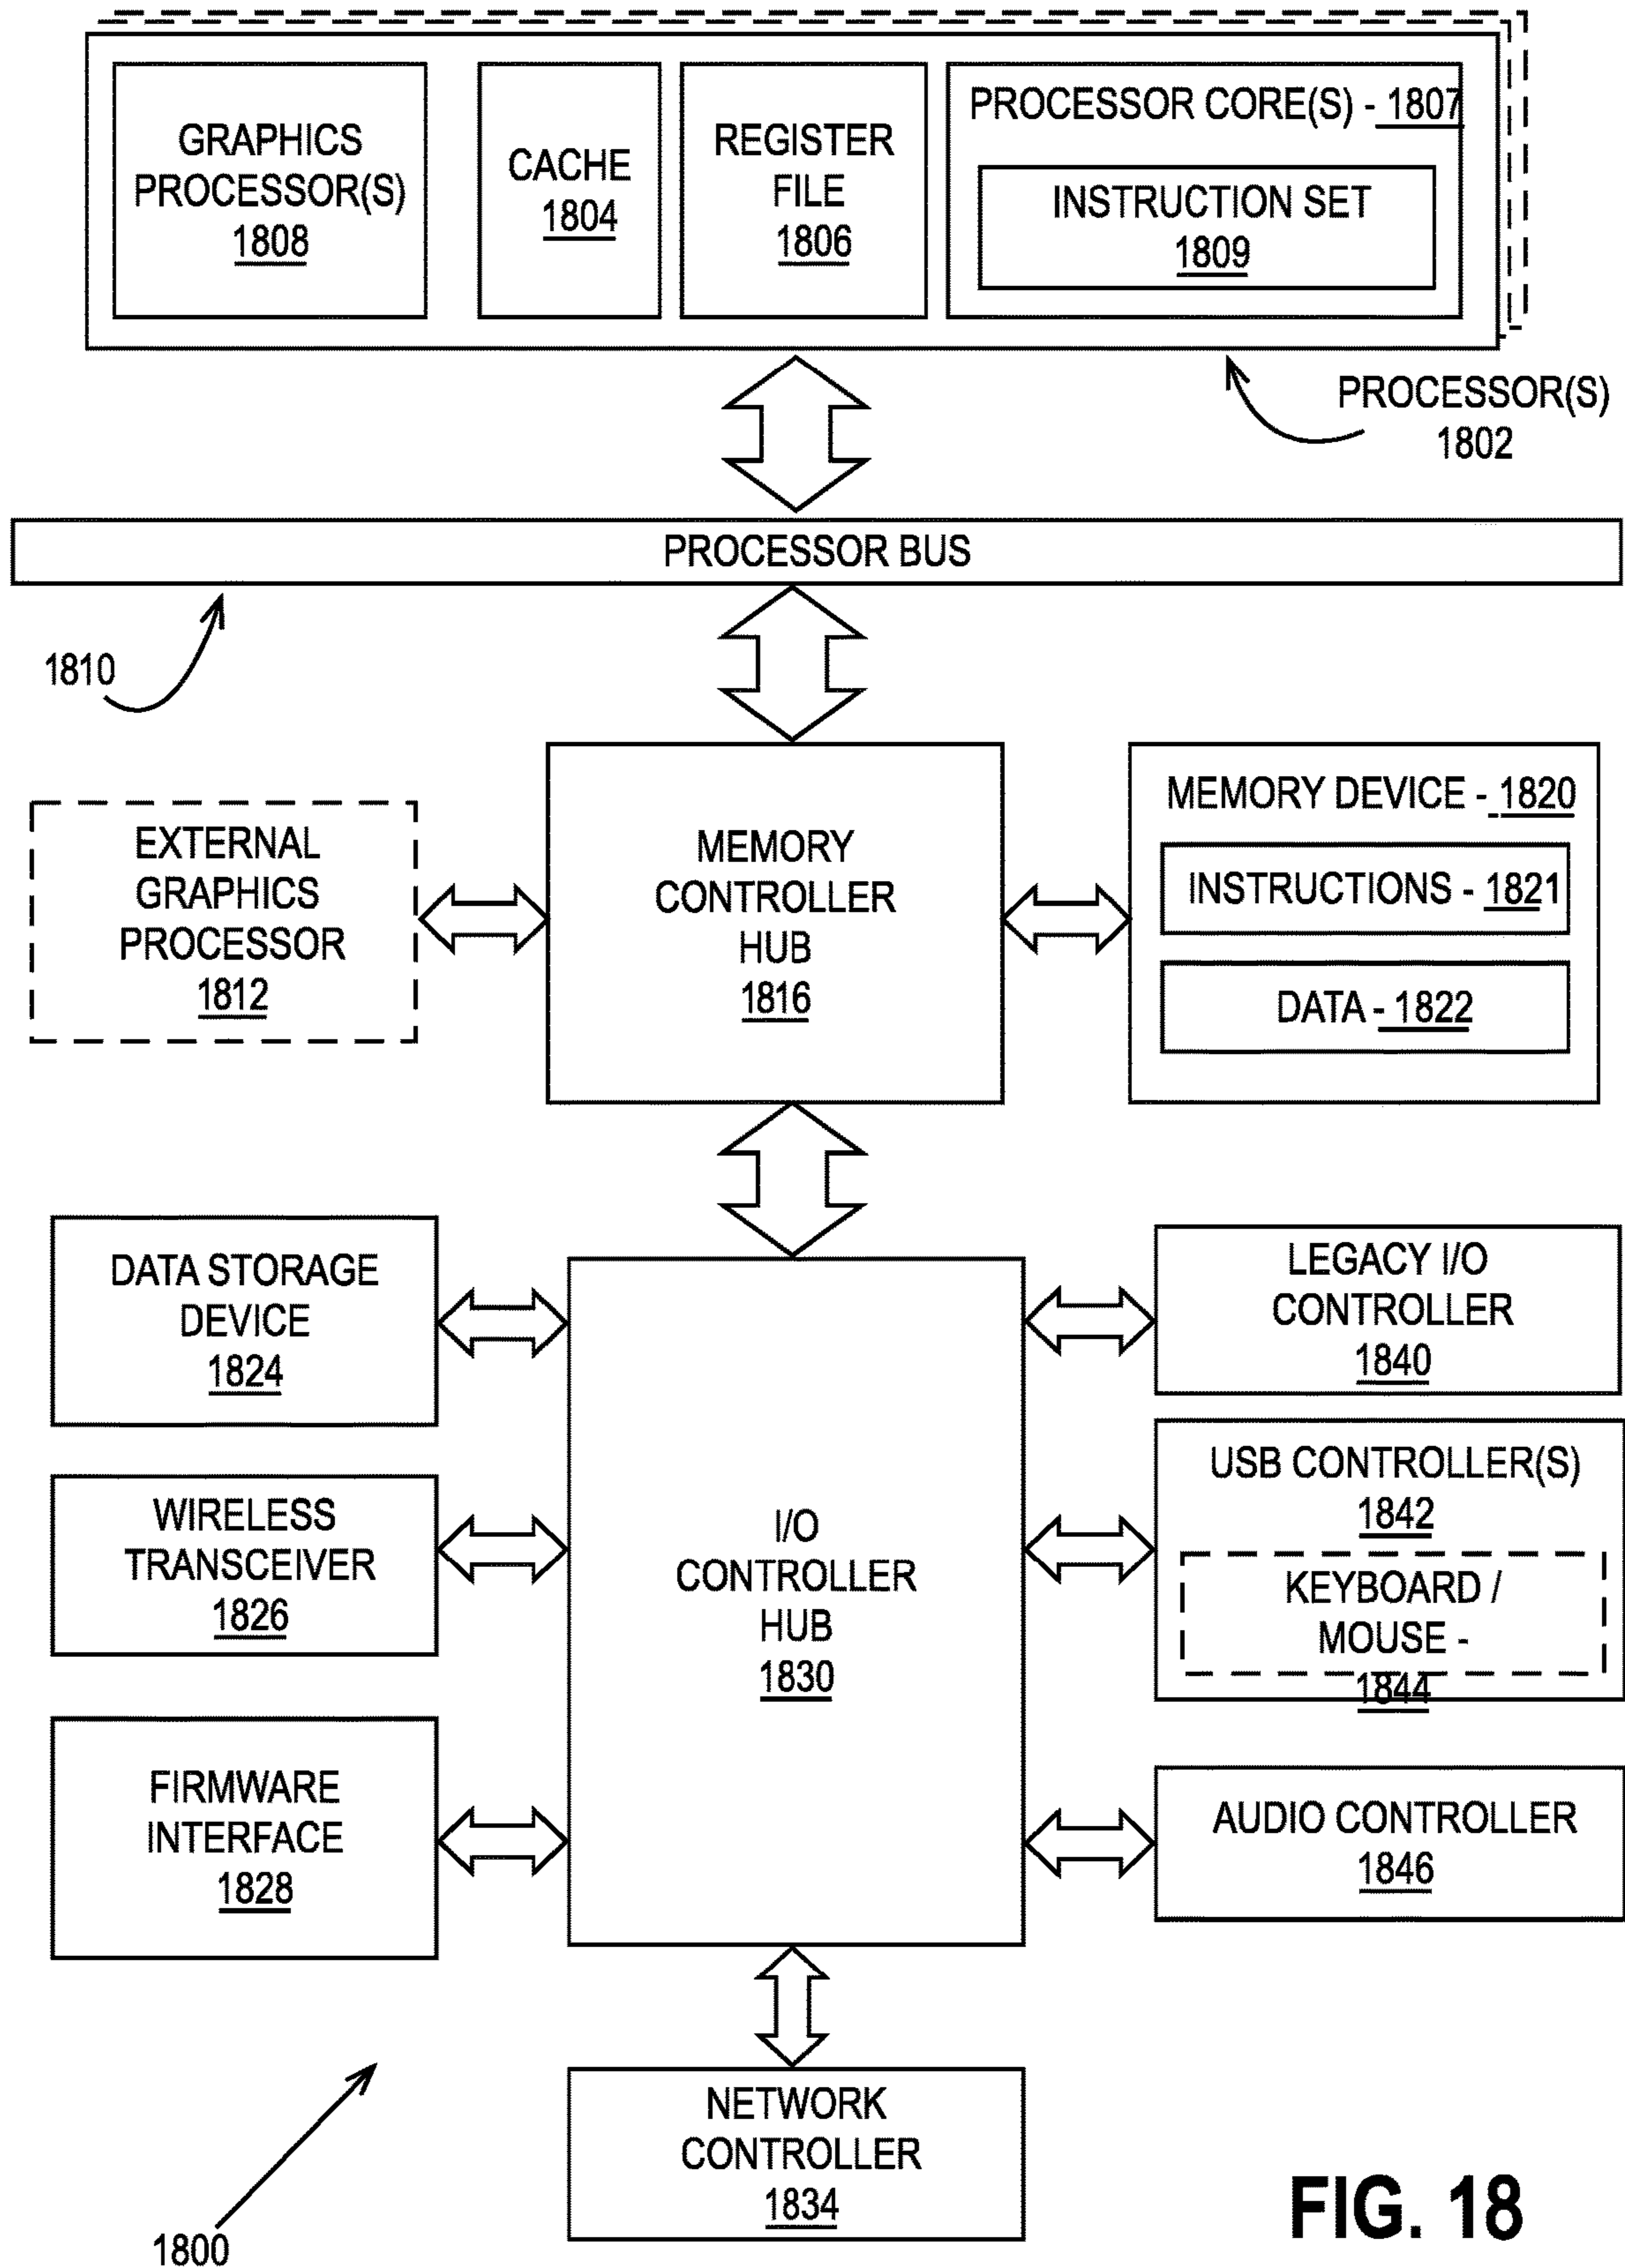 GRAPHICS
PROCESSOR(S)
1808
CACHE
1804
REGISTER
FILE
1806
PROCESSOR CORE(S) - 1807
INSTRUCTION SET
1809
PROCESSOR(S)
1802
PROCESSOR BUS
1810
EXTERNAL
GRAPHICS
PROCESSOR
1812
MEMORY
CONTROLLER
HUB
1816
MEMORY DEVICE - 1820
INSTRUCTIONS - 1821
DATA - 1822
DATA STORAGE
DEVICE
1824
WIRELESS
TRANSCEIVER
1826
FIRMWARE
INTERFACE
1828
I/O
CONTROLLER
HUB
1830
LEGACY I/O
CONTROLLER
1840
USB CONTROLLER(S)
1842
KEYBOARD /
MOUSE -
1844
AUDIO CONTROLLER
1846
NETWORK
CONTROLLER
1834
1800
FIG. 18